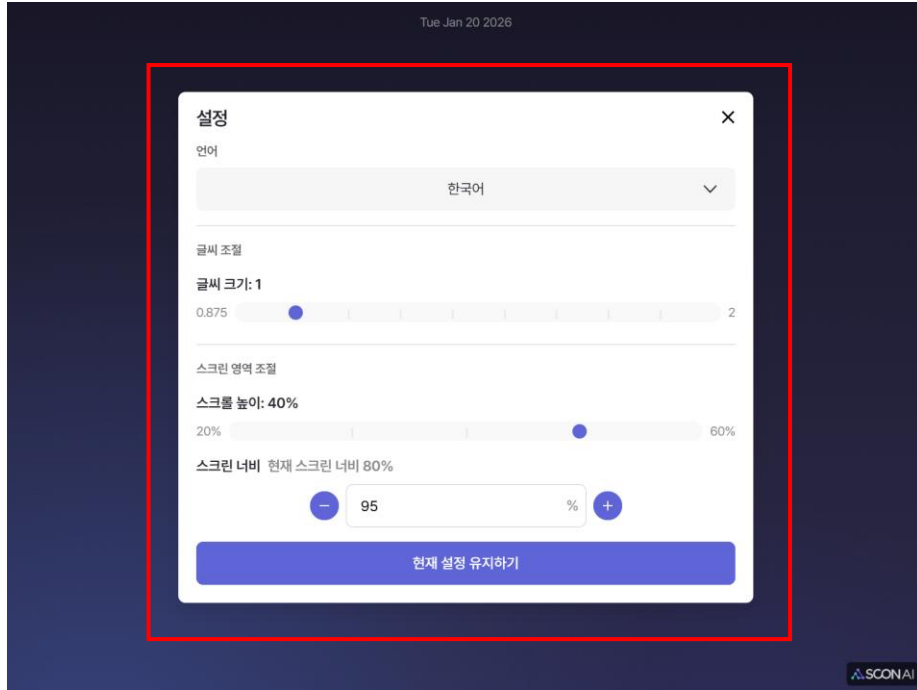 Tue Jan 20 2026
설정
언어
한국어
글씨 조절
글씨 크기: 1
0.875 2
스크린 영역 조절
스크롤 높이: 40%
20% 60%
스크린 너비 현재 스크린 너비 80%
95 %
현재 설정 유지하기
SCONAI